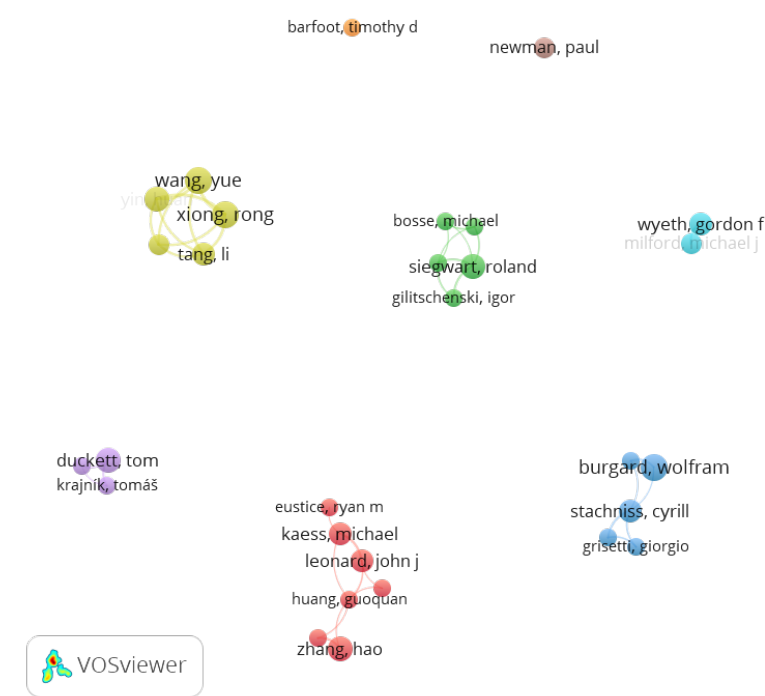 barfoot, timothy d
newman, paul
wang, yue
yin, huan
xiong, rong
tang, li
bosse, michael
siegwart, roland
gilitschenski, igor
wyeth, gordon f
milford, michael j
duckett, tom
krajník, tomáš
burgard, wolfram
stachniss, cyrill
grisetti, giorgio
eustice, ryan m
kaess, michael
leonard, john j
huang, guoquan
zhang, hao
VOSviewer